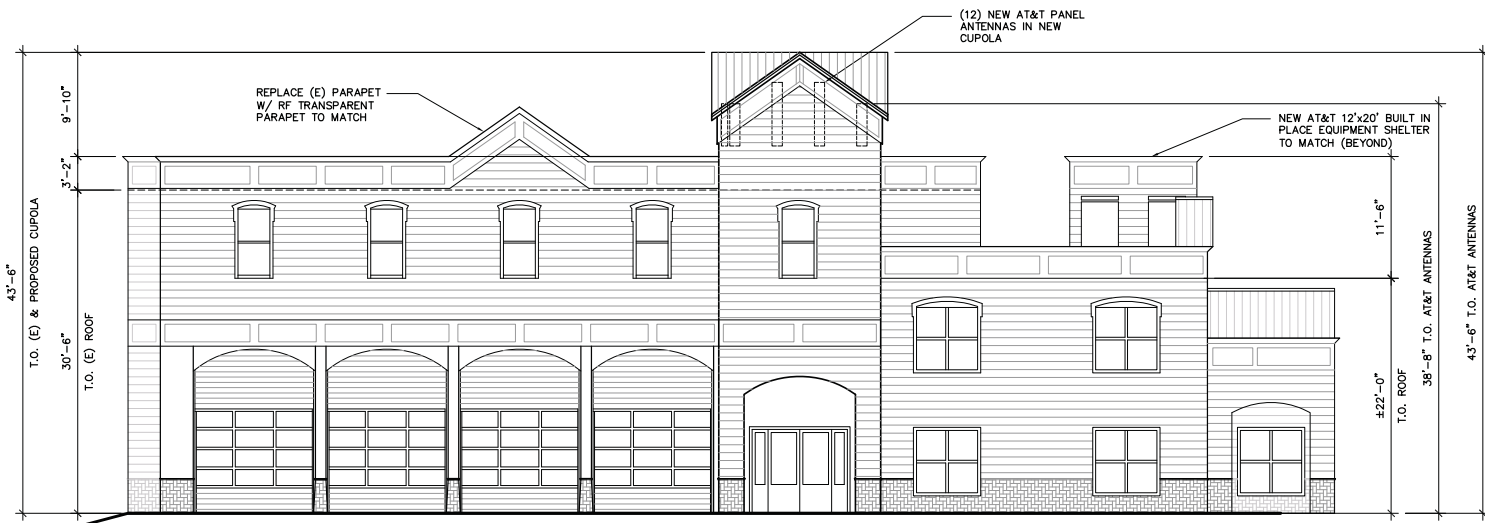 (12) NEW AT&T PANEL
ANTENNAS IN NEW
CUPOLA
REPLACE (E) PARAPET
W/ RF TRANSPARENT
PARAPET TO MATCH
NEW AT&T 12'x20' BUILT IN
PLACE EQUIPMENT SHELTER
TO MATCH (BEYOND)
43'-6"
T.O. (E) & PROPOSED CUPOLA
9'-10"
3'-2"
30'-6"
T.O. (E) ROOF
11'-6"
±22'-0"
T.O. ROOF
38'-8" T.O. AT&T ANTENNAS
43'-6" T.O. AT&T ANTENNAS